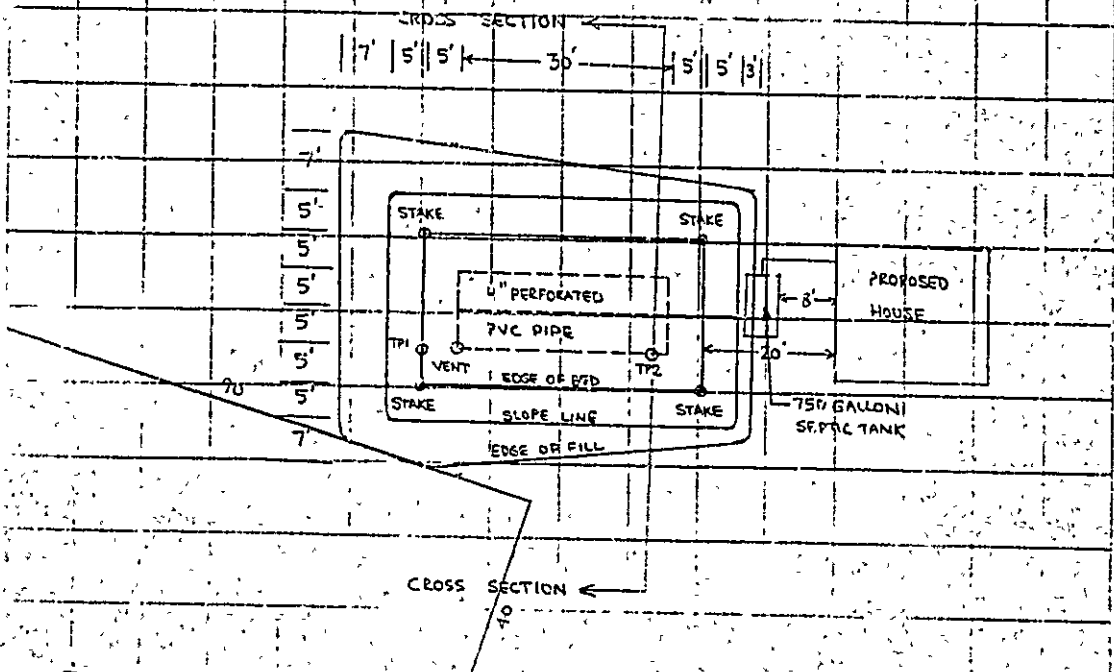 CROSS SECTION
7' 5' 5' 30' 5' 5' 3'
7'
5'
5'
5'
5'
5'
5'
7'
STAKE
STAKE
4" PERFORATED
PVC PIPE
TP1
VENT
TP2
EDGE OF BED
STAKE
STAKE
SLOPE LINE
EDGE OF FILL
8'
20'
PROPOSED
HOUSE
750 GALLON
SEPTIC TANK
90
CROSS SECTION
40